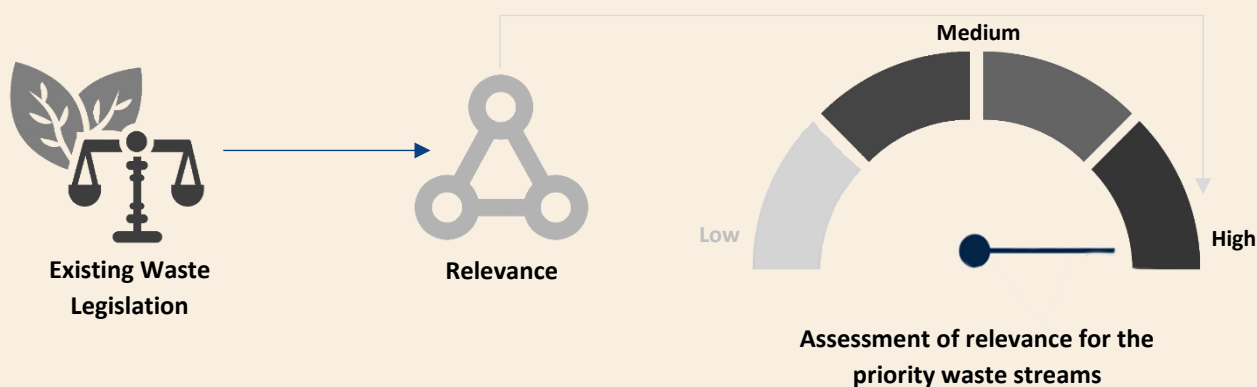 Medium
Low
High
Existing Waste
Legislation
Relevance
Assessment of relevance for the
priority waste streams